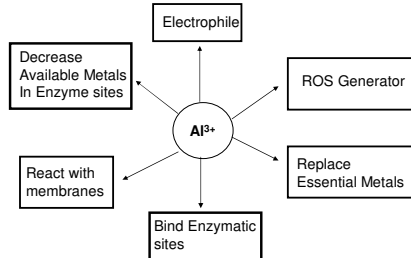 Electrophile
Decrease
Available Metals
In Enzyme sites
ROS Generator
Al³⁺
React with
membranes
Replace
Essential Metals
Bind Enzymatic
sites